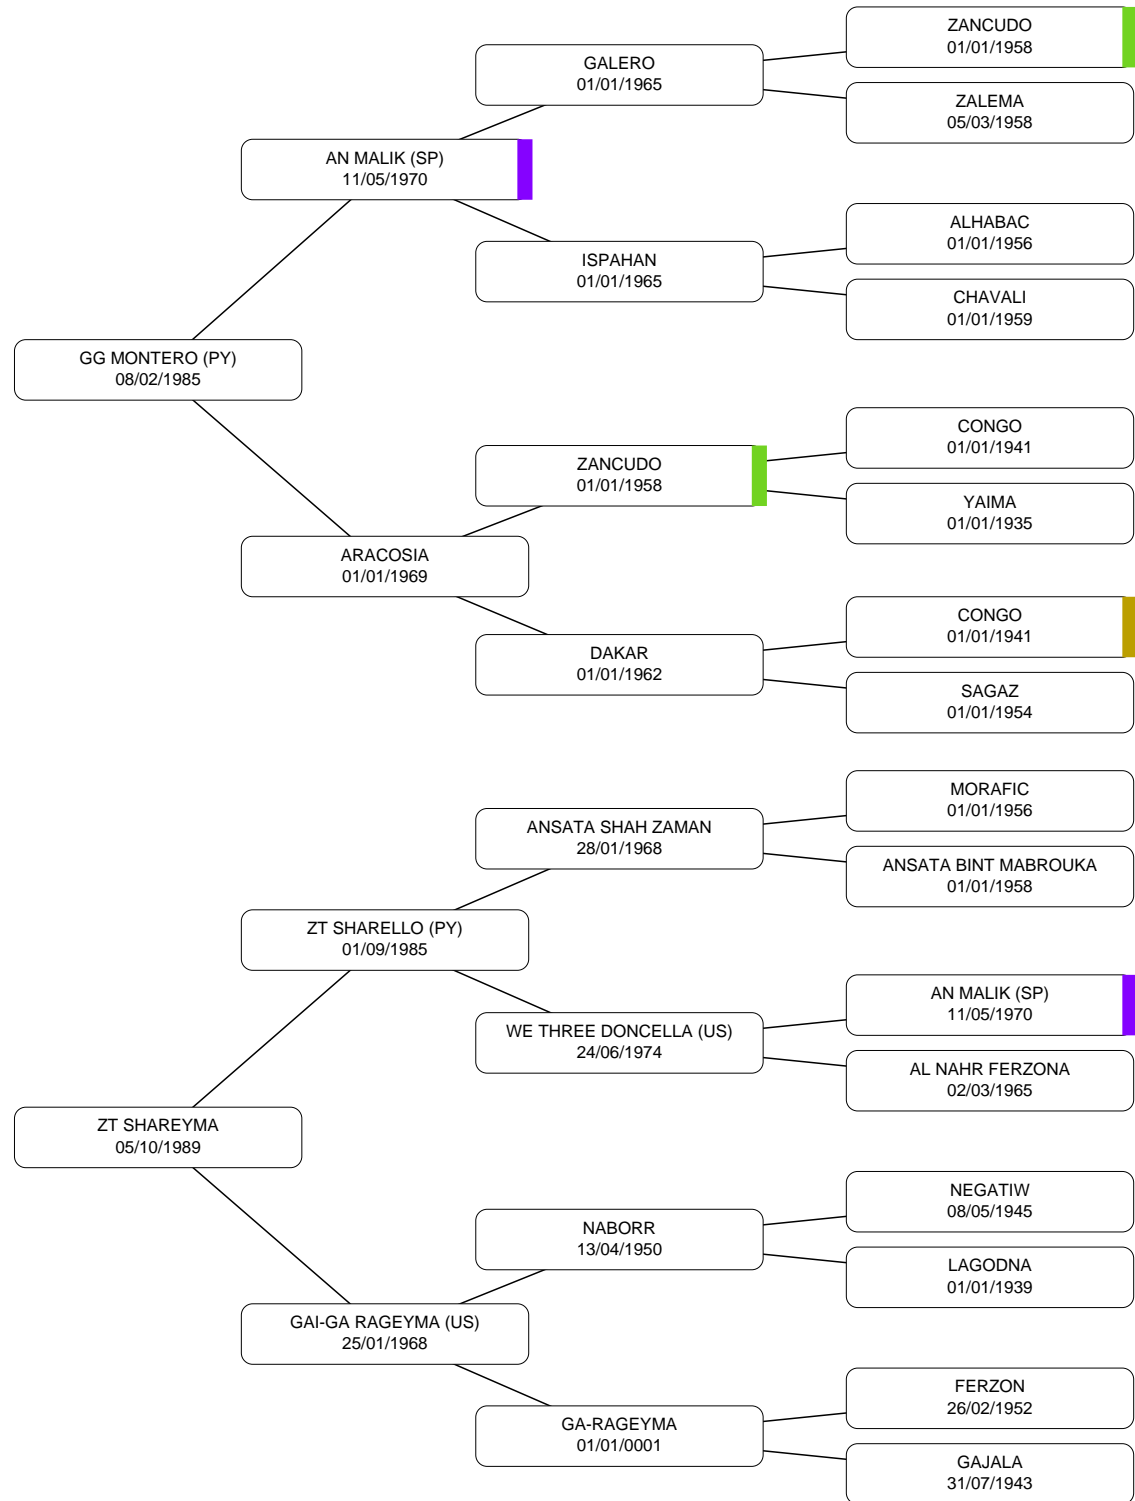 ZANCUDO
01/01/1958
GALERO
01/01/1965
ZALEMA
05/03/1958
AN MALIK (SP)
11/05/1970
ALHABAC
01/01/1956
ISPAHAN
01/01/1965
CHAVALI
01/01/1959
GG MONTERO (PY)
08/02/1985
CONGO
01/01/1941
ZANCUDO
01/01/1958
YAIMA
01/01/1935
ARACOSIA
01/01/1969
CONGO
01/01/1941
DAKAR
01/01/1962
SAGAZ
01/01/1954
MORAFIC
01/01/1956
ANSATA SHAH ZAMAN
28/01/1968
ANSATA BINT MABROUKA
01/01/1958
ZT SHARELLO (PY)
01/09/1985
AN MALIK (SP)
11/05/1970
WE THREE DONCELLA (US)
24/06/1974
AL NAHR FERZONA
02/03/1965
ZT SHAREYMA
05/10/1989
NEGATIW
08/05/1945
NABORR
13/04/1950
LAGODNA
01/01/1939
GAI-GA RAGEYMA (US)
25/01/1968
FERZON
26/02/1952
GA-RAGEYMA
01/01/0001
GAJALA
31/07/1943